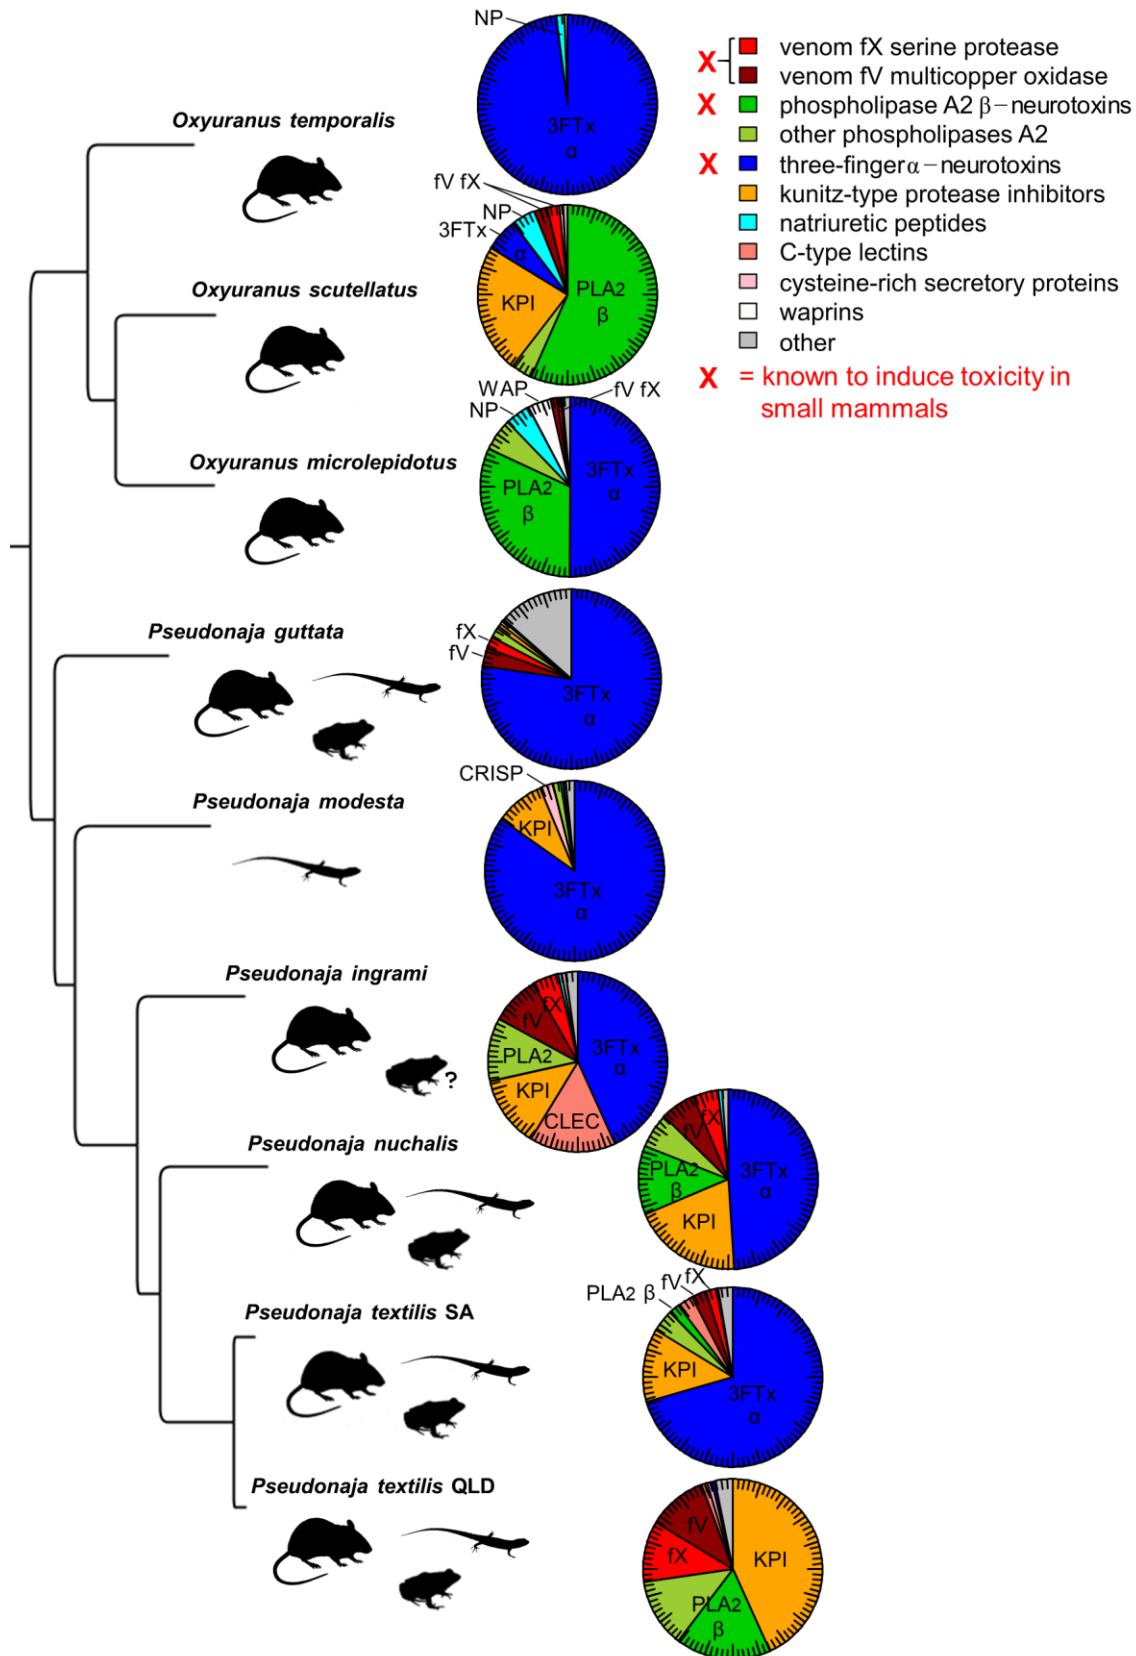 NP
3FTx
α
X
venom fX serine protease
venom fV multicopper oxidase
X
phospholipase A2 β−neurotoxins
other phospholipases A2
X
three-finger α−neurotoxins
kunitz-type protease inhibitors
natriuretic peptides
C-type lectins
cysteine-rich secretory proteins
waprins
other
X = known to induce toxicity in
small mammals
Oxyuranus temporalis
fV fX
NP
3FTx
α
KPI
PLA2
β
Oxyuranus scutellatus
WAP
fV fX
NP
3FTx
α
PLA2
β
Oxyuranus microlepidotus
Pseudonaja guttata
fX
fV
3FTx
α
CRISP
Pseudonaja modesta
KPI
3FTx
α
Pseudonaja ingrami
?
fV
fX
3FTx
α
PLA2
KPI
CLEC
Pseudonaja nuchalis
fV
fX
PLA2
β
3FTx
α
KPI
Pseudonaja textilis SA
PLA2 β
fV
fX
KPI
3FTx
α
Pseudonaja textilis QLD
fV
fX
KPI
PLA2
β